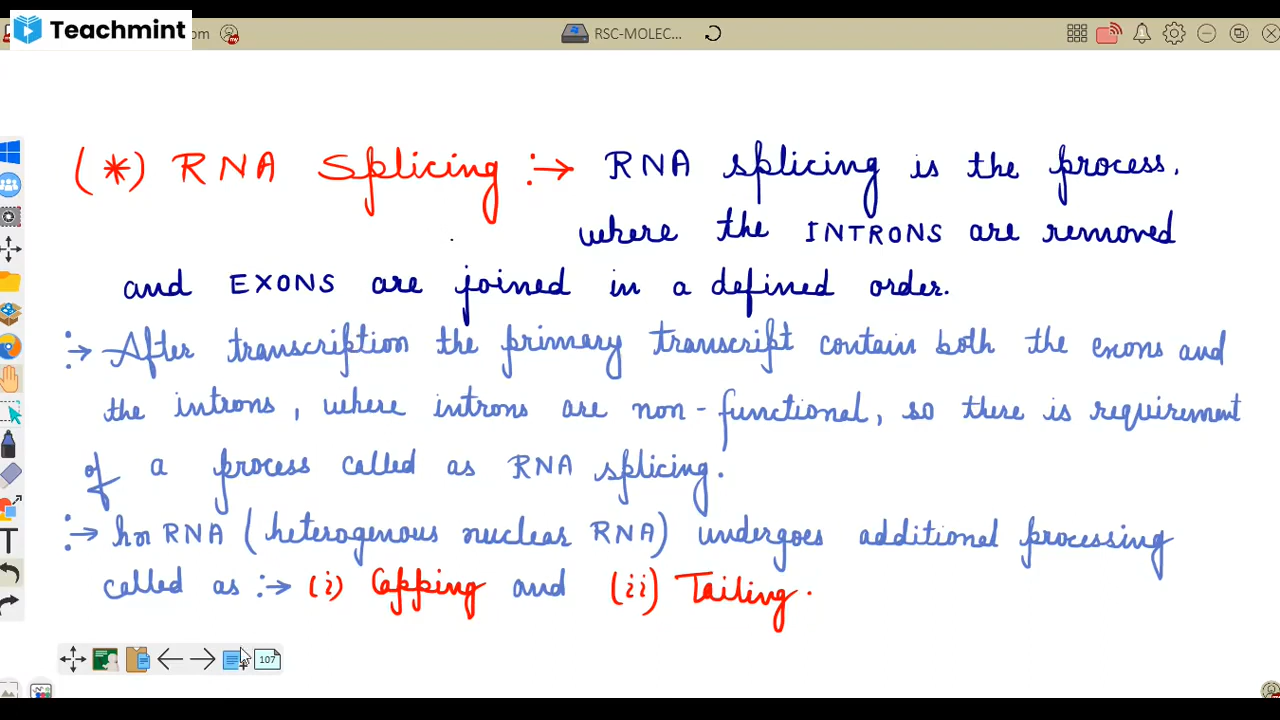 Teachmint
om
RSC-MOLEC...
(*) RNA Splicing :→ RNA splicing is the process,
where the INTRONS are removed
and EXONS are joined in a defined order.
:→ After transcription the primary transcript contain both the exons and
the introns, where introns are non-functional, so there is requirement
of a process called as RNA splicing.
:→ hnRNA (heterogenous nuclear RNA) undergoes additional processing
called as :→ (i) Capping and (ii) Tailing.
107